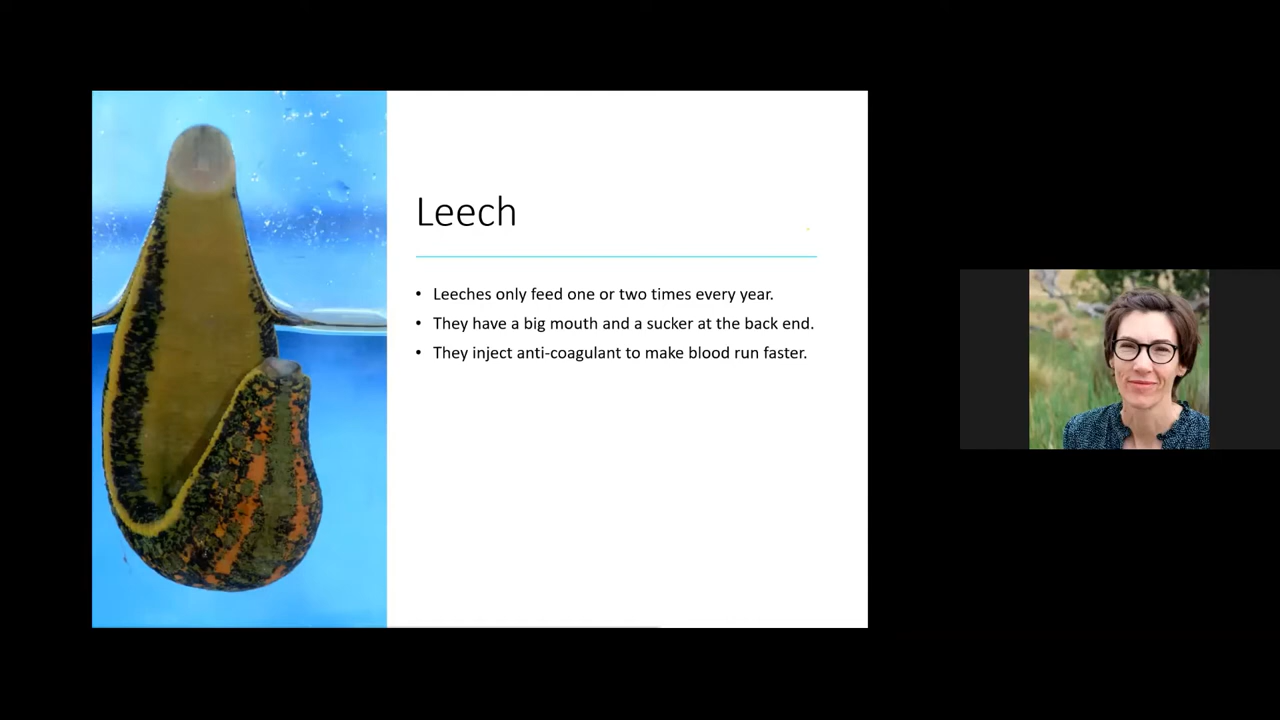 Leech
• Leeches only feed one or two times every year.
• They have a big mouth and a sucker at the back end.
• They inject anti-coagulant to make blood run faster.